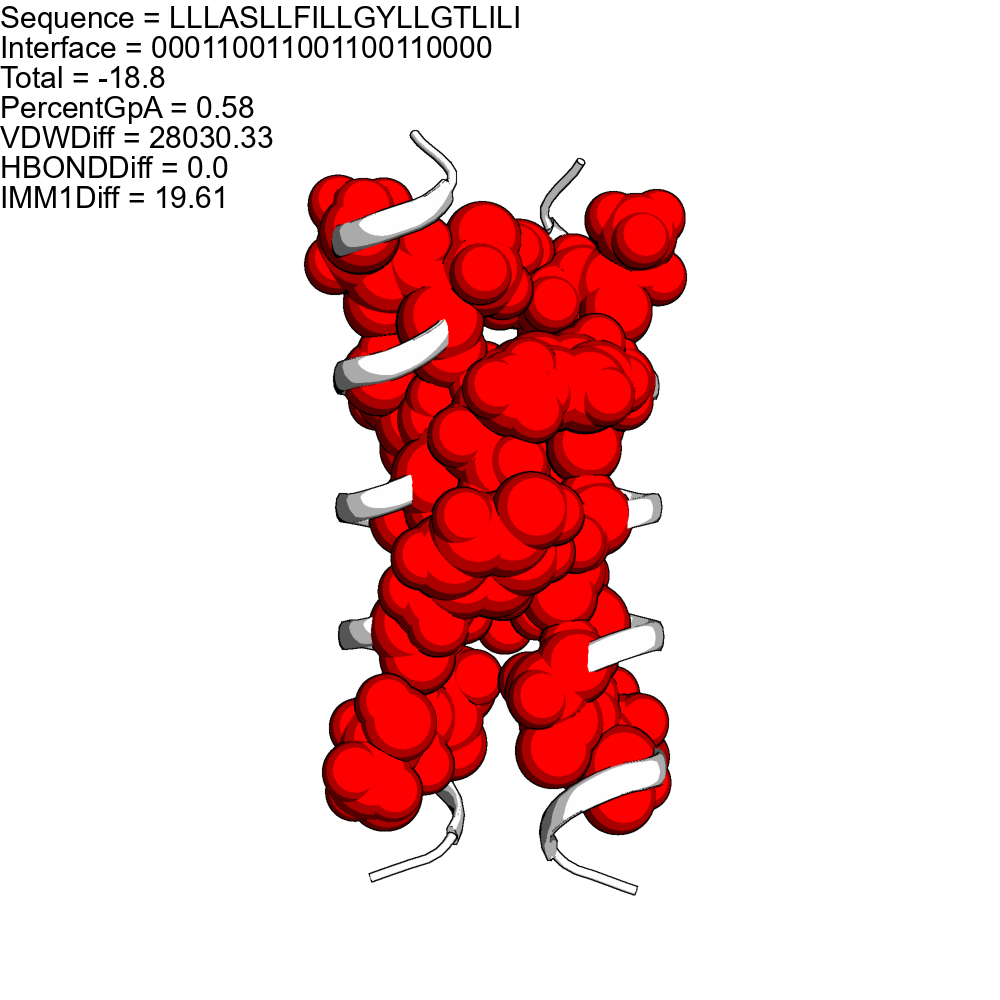 Sequence = LLLASLLFILLGYLLGTLILI
Interface = 000110011001100110000
Total = -18.8
PercentGpA = 0.58
VDWDiff = 28030.33
HBONDDiff = 0.0
IMM1Diff = 19.61